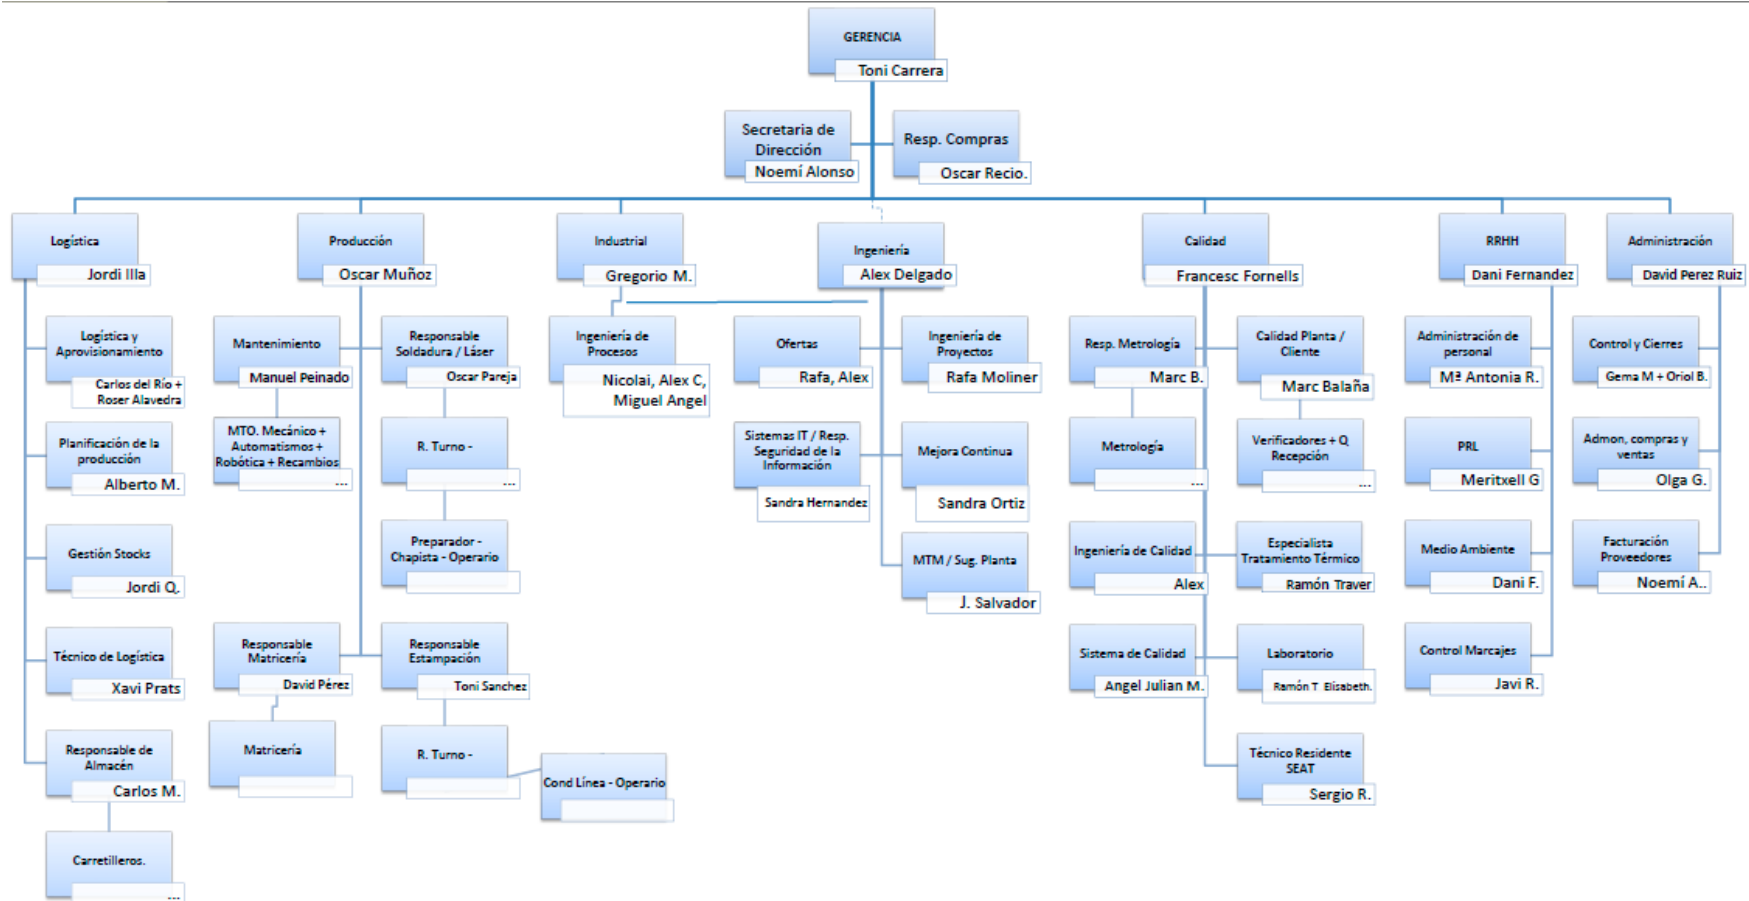 GERENCIA
Toni Carrera
Secretaria de
Dirección
Noemí Alonso
Resp. Compras
Oscar Recio.
Logística
Jordi Illa
Producción
Oscar Muñoz
Industrial
Gregorio M.
Ingeniería
Alex Delgado
Calidad
Francesc Fornells
RRHH
Dani Fernandez
Administración
David Perez Ruiz
Logística y
Aprovisionamiento
Carlos del Río +
Roser Alavedra
Mantenimiento
Manuel Peinado
Responsable
Soldadura / Láser
Oscar Pareja
Ingeniería de
Procesos
Nicolai, Alex C,
Miguel Angel
Ofertas
Rafa, Alex
Ingeniería de
Proyectos
Rafa Moliner
Resp. Metrología
Marc B.
Calidad Planta /
Cliente
Marc Balaña
Administración de
personal
Mª Antonia R.
Control y Cierres
Gema M + Oriol B.
Planificación de la
producción
Alberto M.
MTO. Mecánico +
Automatismos +
Robótica + Recambios
...
R. Turno -
...
Sistemas IT / Resp.
Seguridad de la
Información
Sandra Hernandez
Mejora Continua
Sandra Ortiz
Metrología
...
Verificadores + Q
Recepción
...
PRL
Meritxell G
Admon, compras y
ventas
Olga G.
Gestión Stocks
Jordi Q.
Preparador -
Chapista - Operario
MTM / Sug. Planta
J. Salvador
Ingeniería de Calidad
Alex
Especialista
Tratamiento Térmico
Ramón Traver
Medio Ambiente
Dani F.
Facturación
Proveedores
Noemí A..
Técnico de Logística
Xavi Prats
Responsable
Matricería
David Pérez
Responsable
Estampación
Toni Sanchez
Sistema de Calidad
Angel Julian M.
Laboratorio
Ramón T Elisabeth.
Control Marcajes
Javi R.
Responsable de
Almacén
Carlos M.
Matricería
R. Turno -
Cond Línea - Operario
Técnico Residente
SEAT
Sergio R.
Carretilleros.
...